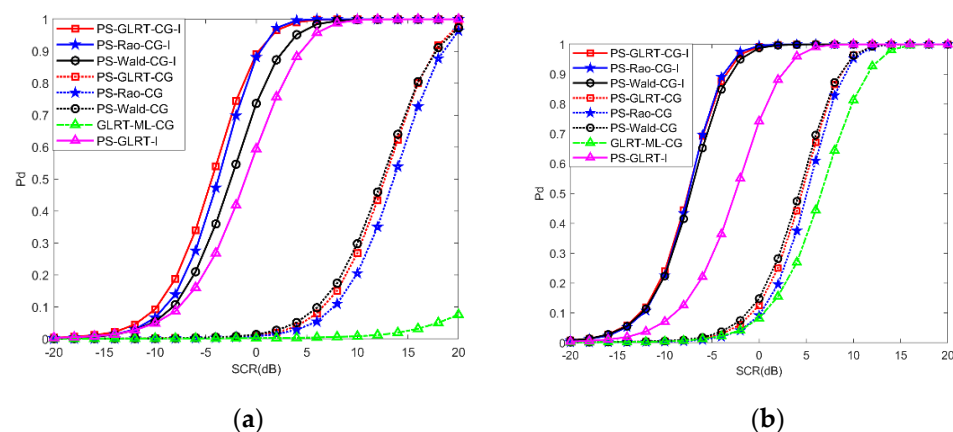 Pd
1
0.9
0.8
0.7
0.6
0.5
0.4
0.3
0.2
0.1
0
PS-GLRT-CG-I
PS-Rao-CG-I
PS-Wald-CG-I
PS-GLRT-CG
PS-Rao-CG
PS-Wald-CG
GLRT-ML-CG
PS-GLRT-I
-20 -15 -10 -5 0 5 10 15 20
SCR(dB)
(a)
Pd
1
0.9
0.8
0.7
0.6
0.5
0.4
0.3
0.2
0.1
0
PS-GLRT-CG-I
PS-Rao-CG-I
PS-Wald-CG-I
PS-GLRT-CG
PS-Rao-CG
PS-Wald-CG
GLRT-ML-CG
PS-GLRT-I
-20 -15 -10 -5 0 5 10 15 20
SCR(dB)
(b)